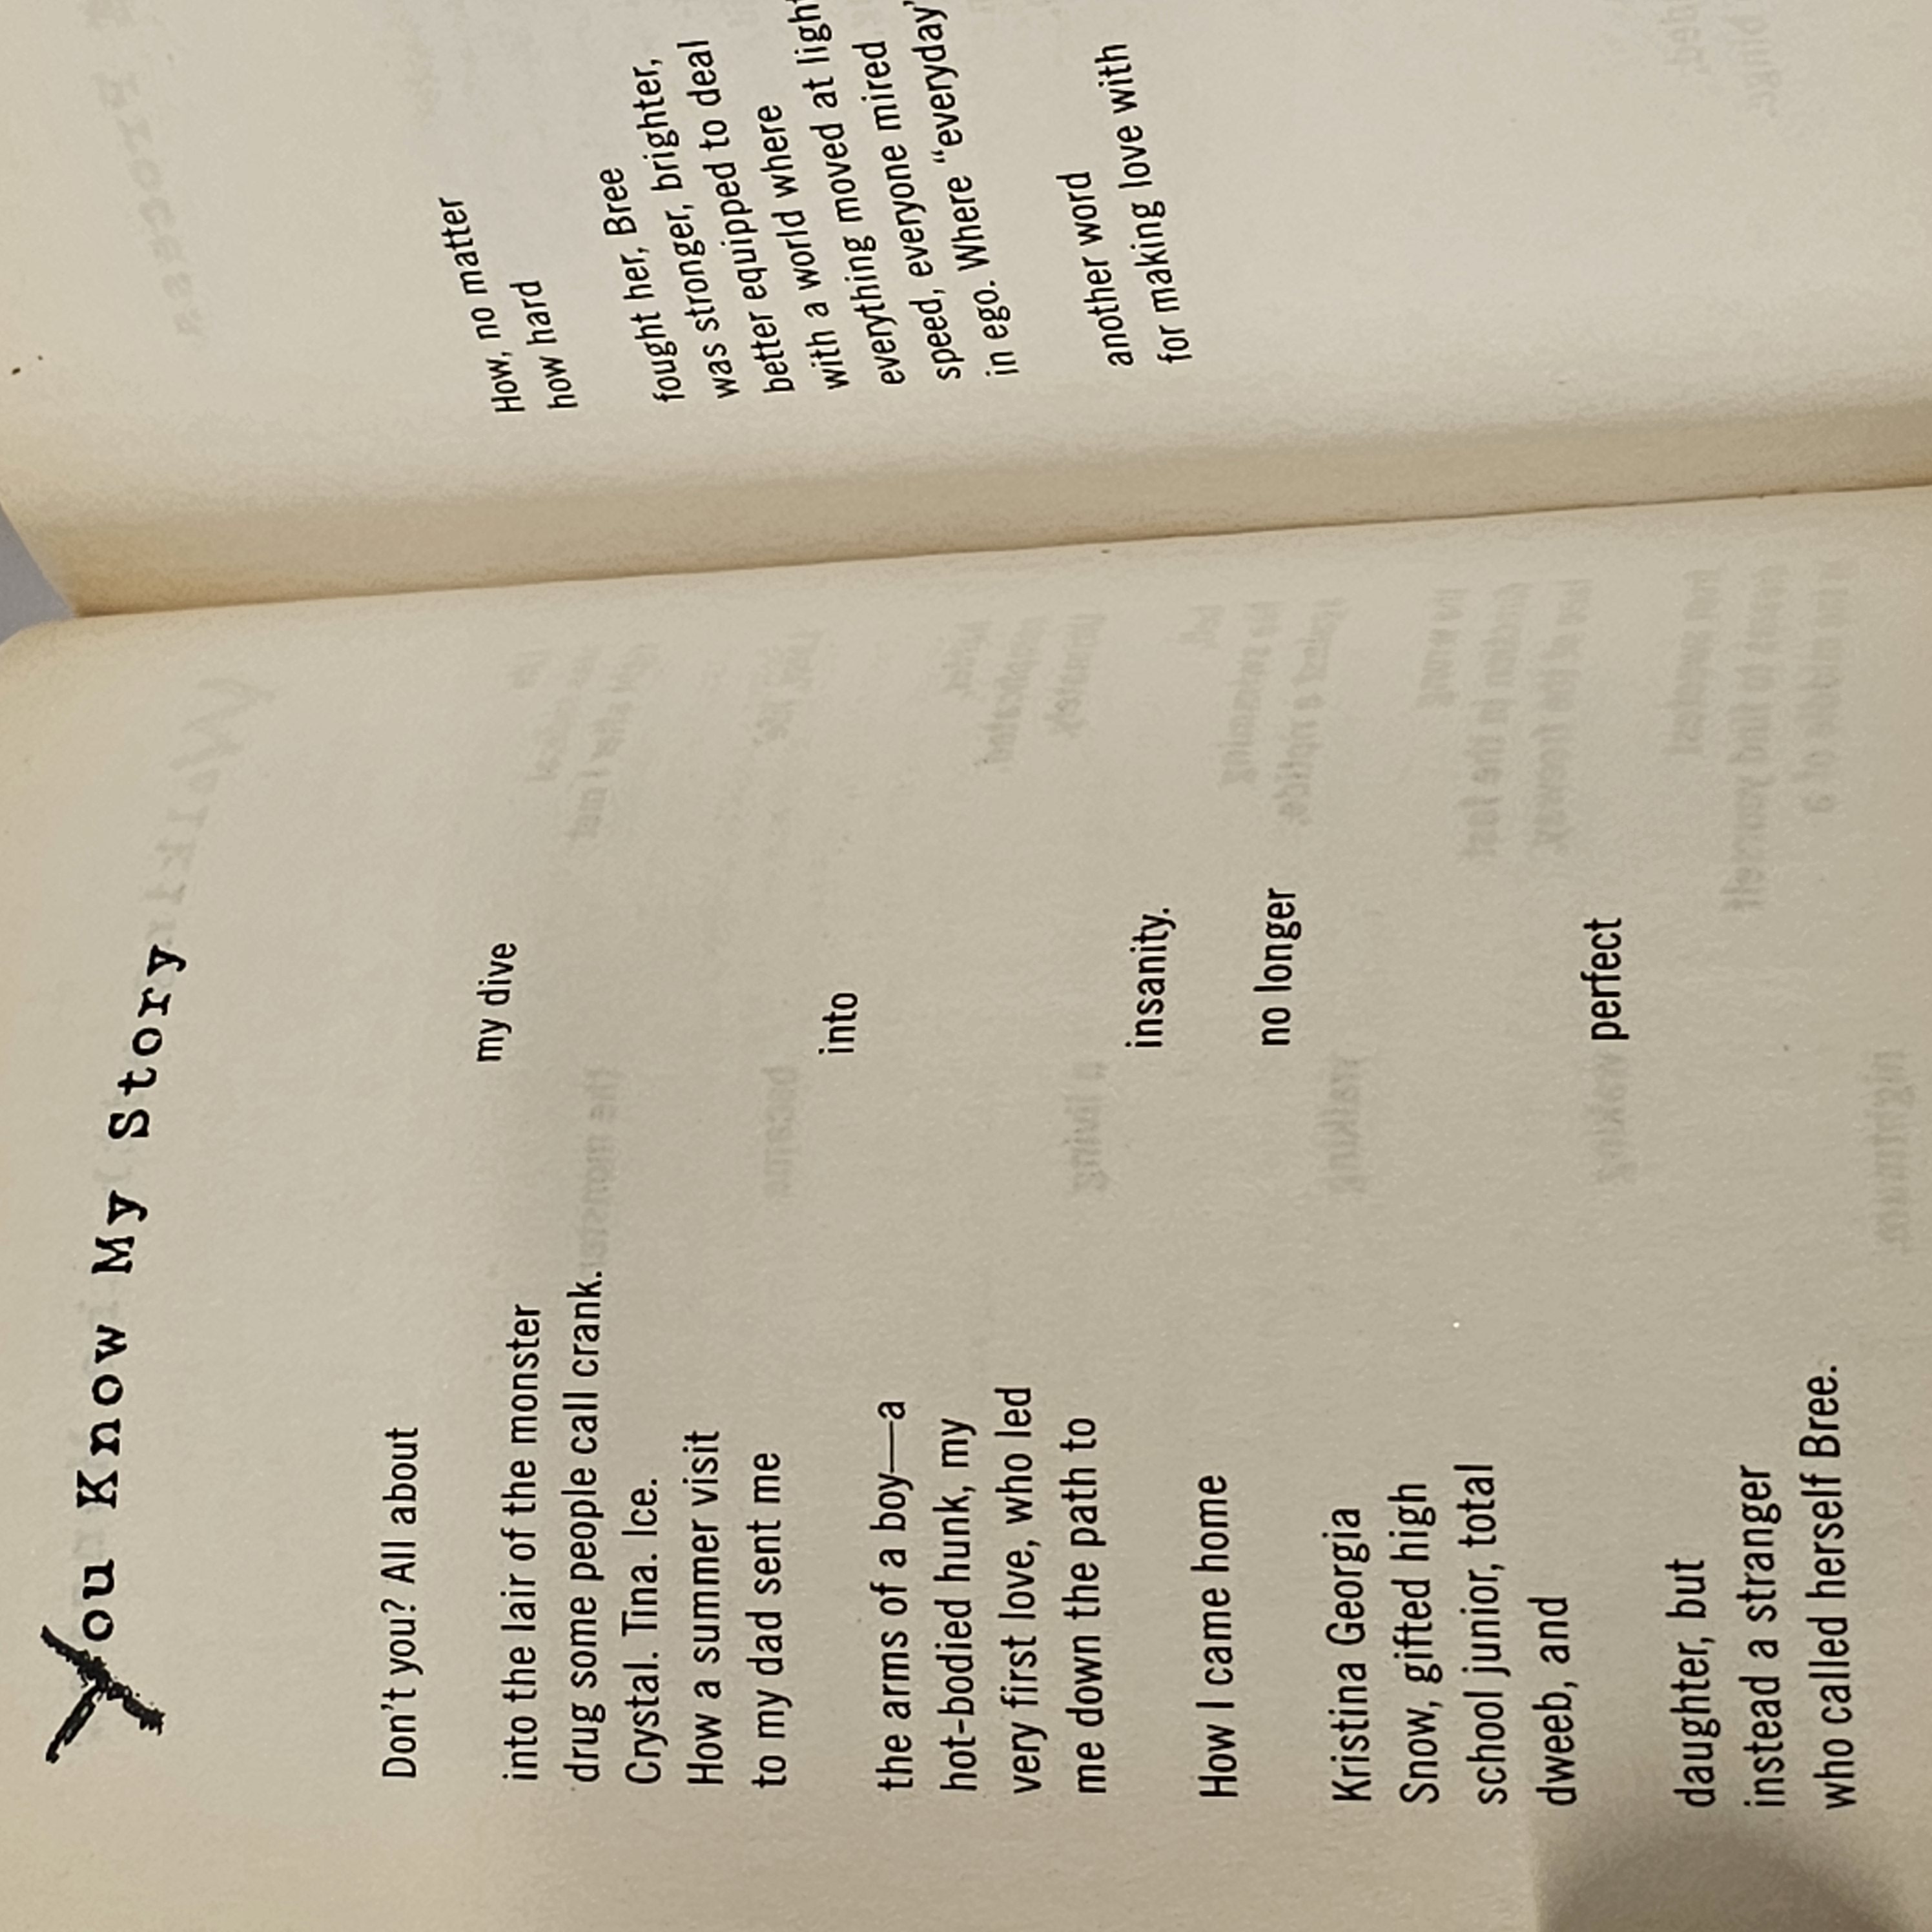 You Know My Story
Don't you? All about
my dive
into the lair of the monster
drug some people call crank.
Crystal. Tina. Ice.
How a summer visit
to my dad sent me
into
the arms of a boy—a
hot-bodied hunk, my
very first love, who led
me down the path to
insanity.
How I came home
no longer
Kristina Georgia
Snow, gifted high
school junior, total
dweeb, and
perfect
daughter, but
instead a stranger
who called herself Bree.
How, no matter
how hard
fought her, Bree
was stronger, brighter,
better equipped to deal
with a world where
everything moved at light
speed, everyone mired
in ego. Where "everyday"
another word
for making love with